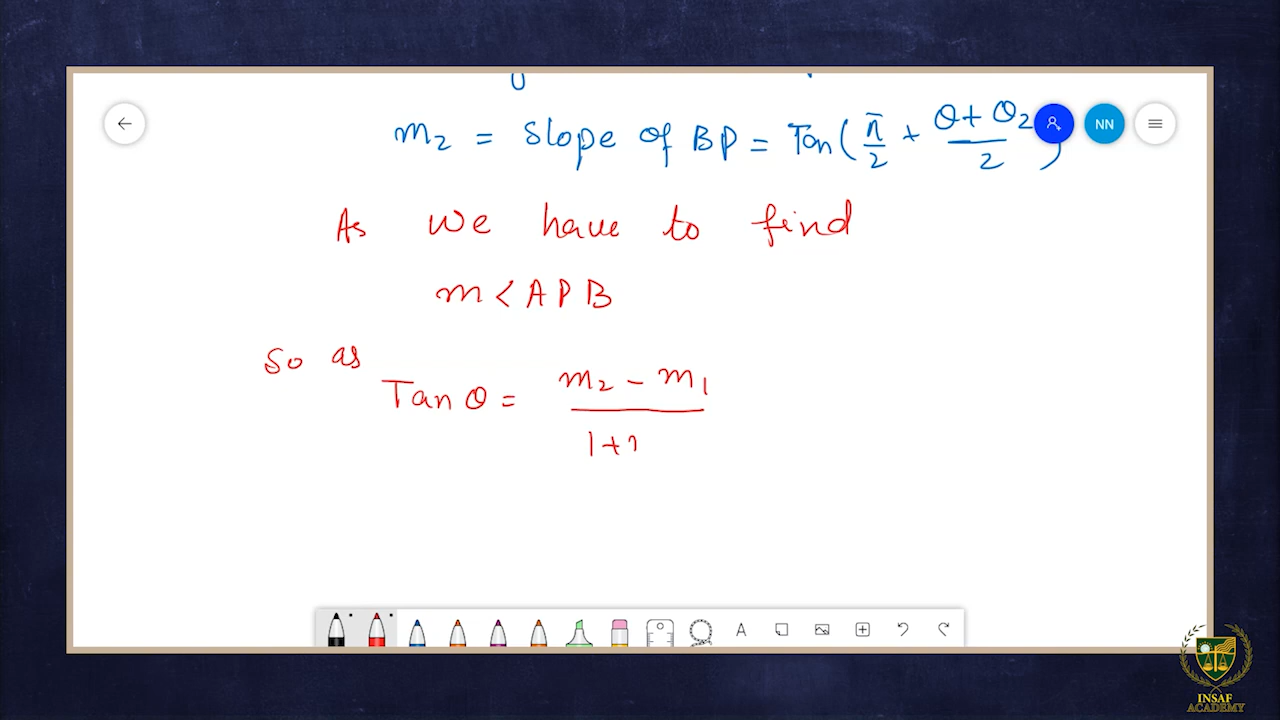 m₂ = Slope of BP = Tan(π/2 + (θ+θ₂)/2)
NN
As we have to find
m<APB
So as
Tan θ = (m₂ - m₁)/(1+
A
INSAF
ACADEMY